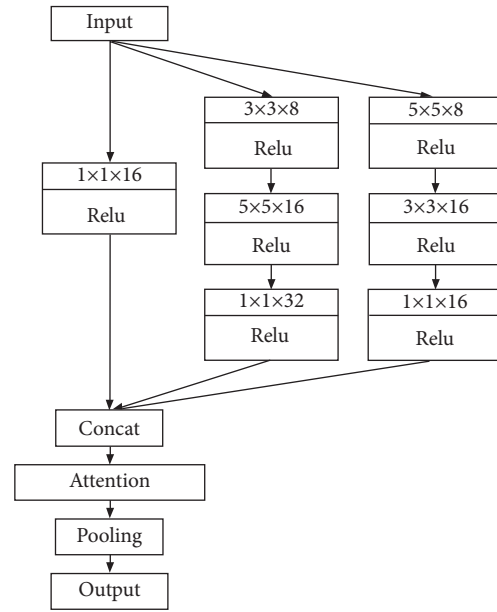 Input
3×3×8
5×5×8
Relu
Relu
1×1×16
Relu
5×5×16
3×3×16
Relu
Relu
1×1×32
1×1×16
Relu
Relu
Concat
Attention
Pooling
Output